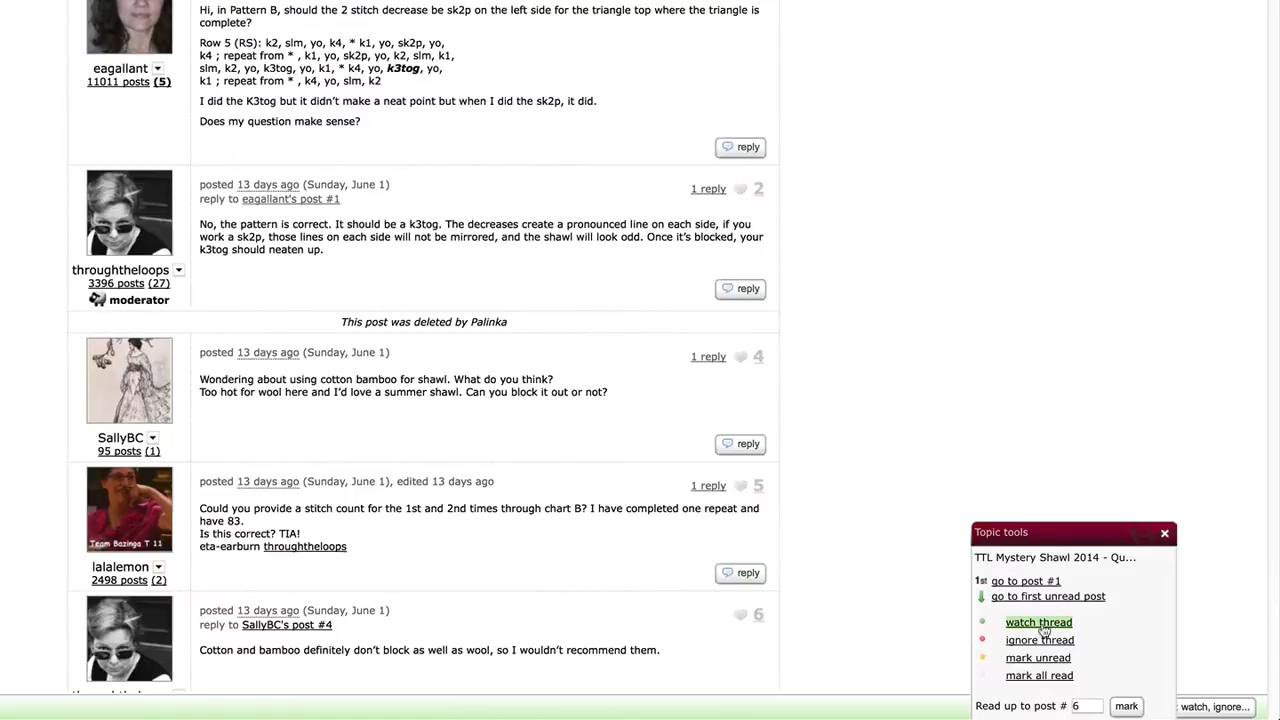 Hi, in Pattern B, should the 2 stitch decrease be sk2p on the left side for the triangle top where the triangle is
complete?
Row 5 (RS): k2, slm, yo, k4, * k1, yo, sk2p, yo,
k4 ; repeat from * , k1, yo, sk2p, yo, k2, slm, k1,
slm, k2, yo, k3tog, yo, k1, * k4, yo, k3tog, yo,
k1 ; repeat from * , k4, yo, slm, k2
I did the K3tog but it didn't make a neat point but when I did the sk2p, it did.
Does my question make sense?
eagallant
11011 posts (5)
reply
posted 13 days ago (Sunday, June 1)
reply to eagallant's post #1
1 reply 2
No, the pattern is correct. It should be a k3tog. The decreases create a pronounced line on each side, if you
work a sk2p, those lines on each side will not be mirrored, and the shawl will look odd. Once it's blocked, your
k3tog should neaten up.
throughtheloops
3396 posts (27)
moderator
reply
This post was deleted by Palinka
posted 13 days ago (Sunday, June 1)
1 reply 4
Wondering about using cotton bamboo for shawl. What do you think?
Too hot for wool here and I'd love a summer shawl. Can you block it out or not?
SallyBC
95 posts (1)
reply
posted 13 days ago (Sunday, June 1), edited 13 days ago
1 reply 5
Could you provide a stitch count for the 1st and 2nd times through chart B? I have completed one repeat and
have 83.
Is this correct? TIA!
eta-earburn throughtheloops
Team Bazinga T 11
lalalemon
2498 posts (2)
reply
posted 13 days ago (Sunday, June 1)
reply to SallyBC's post #4
6
Cotton and bamboo definitely don't block as well as wool, so I wouldn't recommend them.
Topic tools
TTL Mystery Shawl 2014 - Qu...
1st go to post #1
go to first unread post
watch thread
ignore thread
mark unread
mark all read
Read up to post # 6 mark
watch, ignore...